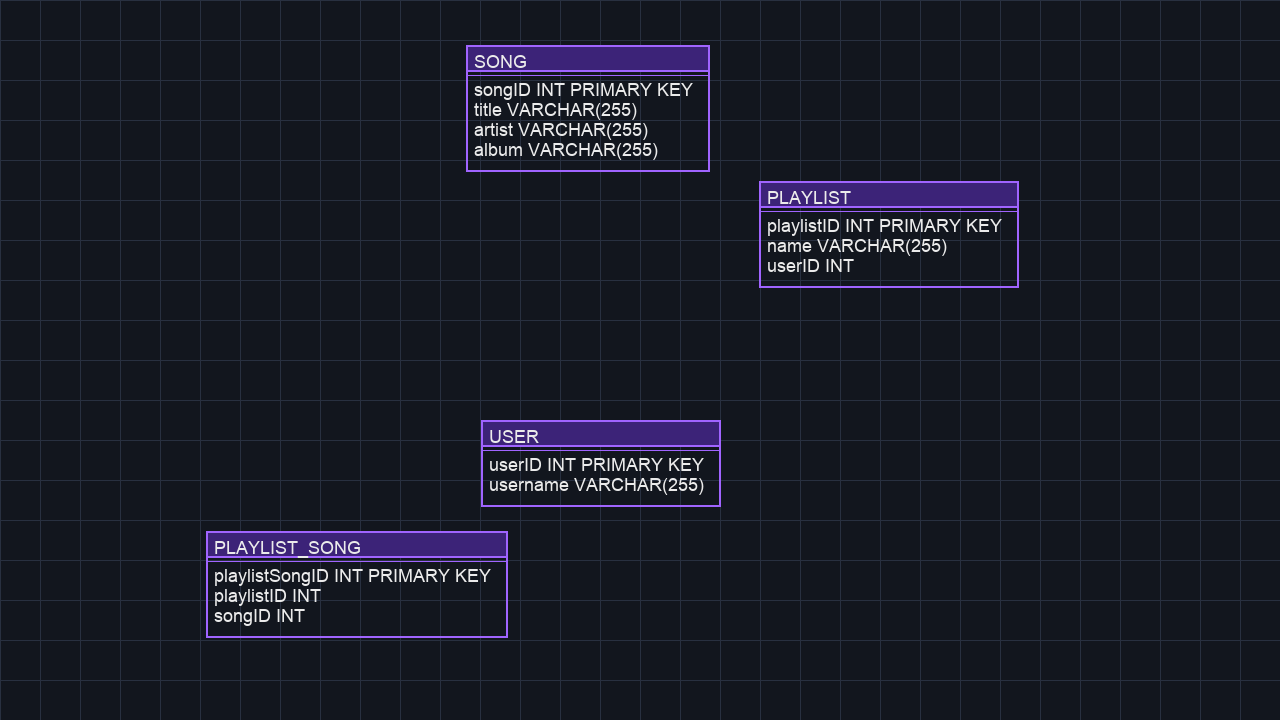 SONG
songID INT PRIMARY KEY
title VARCHAR(255)
artist VARCHAR(255)
album VARCHAR(255)
PLAYLIST
playlistID INT PRIMARY KEY
name VARCHAR(255)
userID INT
USER
userID INT PRIMARY KEY
username VARCHAR(255)
PLAYLIST_SONG
playlistSongID INT PRIMARY KEY
playlistID INT
songID INT